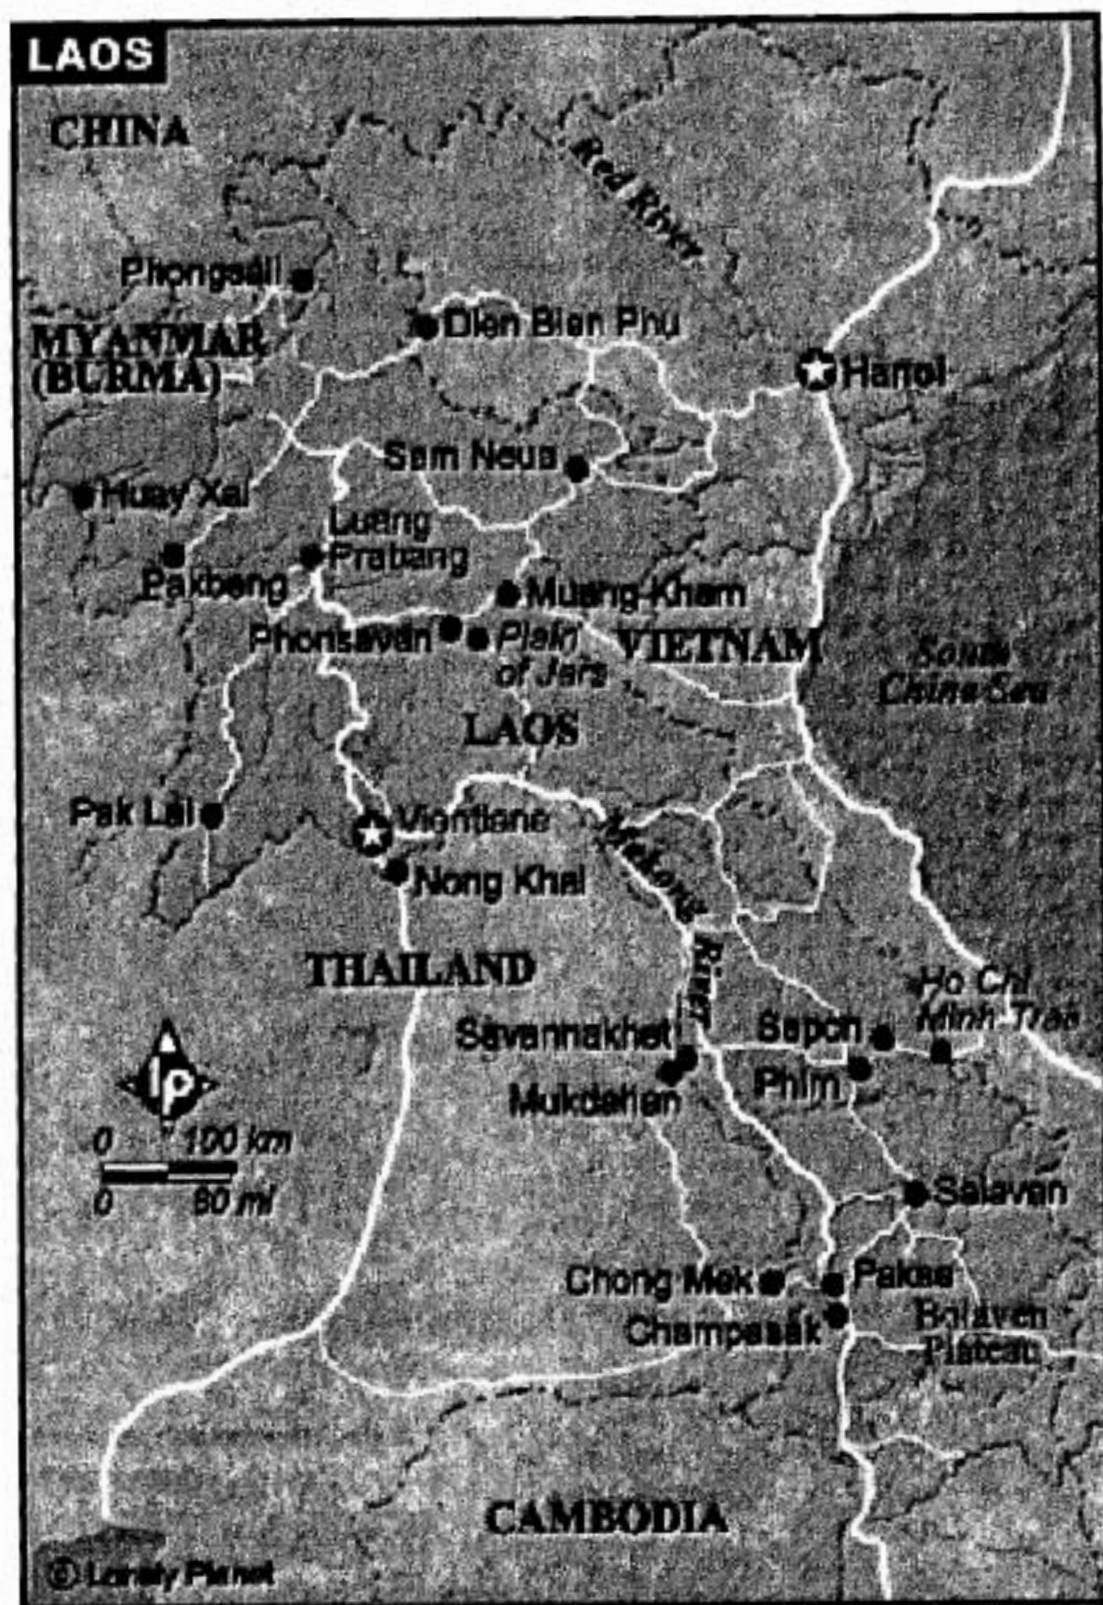 LAOS
CHINA
Red River
Phongsali
Dien Bien Phu
MYANMAR
(BURMA)
Hanoi
Sam Neua
Huay Xai
Luang
Prabang
Pakbeng
Muang Kham
Phonsavan
Plain
of Jars
VIETNAM
South
China Sea
LAOS
Pak Lai
Vientiane
Mekong
River
Nong Khai
THAILAND
Ho Chi
Minh Trae
Savannakhet
Sepon
Phim
Mukdahan
lp
0 100 km
0 60 mi
Salavan
Chong Mek
Pakse
Champasak
Bolaven
Plateau
CAMBODIA
© Lonely Planet